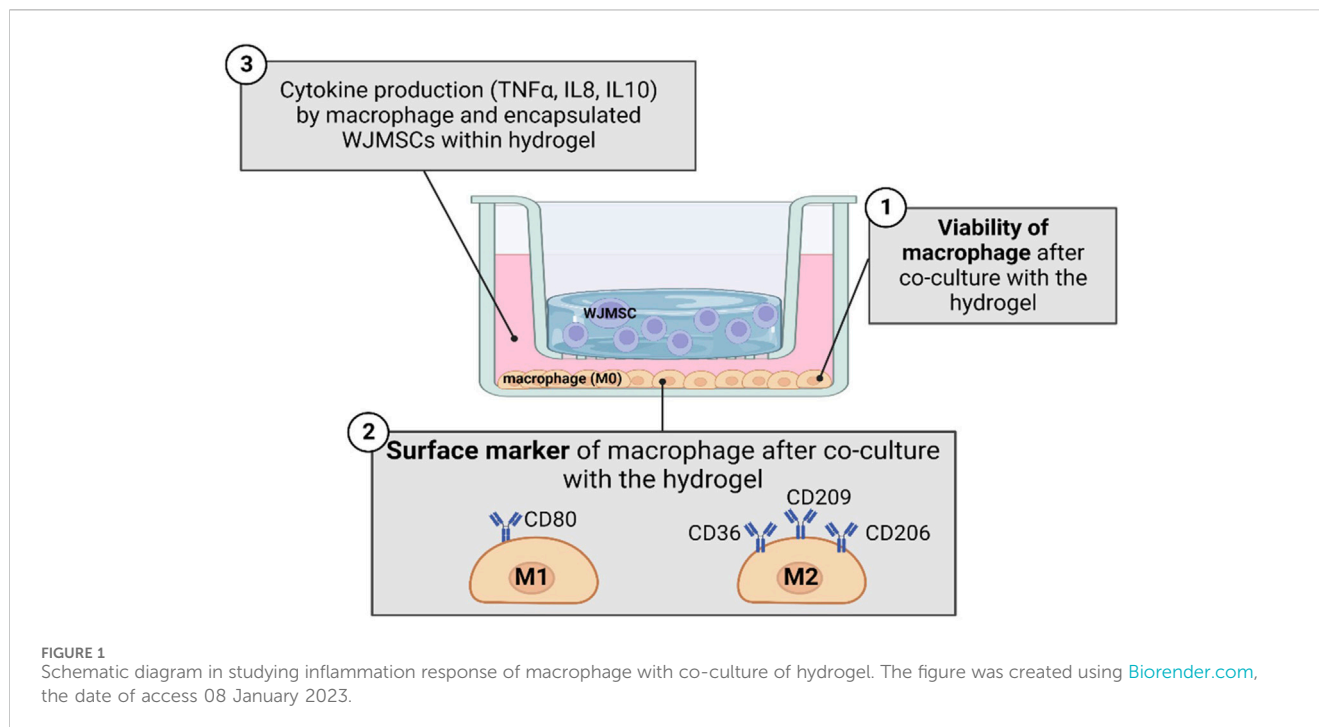 3
Cytokine production (TNFα, IL8, IL10)
by macrophage and encapsulated
WJMSCs within hydrogel
1
Viability of
macrophage after
co-culture with the
hydrogel
WJMSC
macrophage (M0)
2
Surface marker of macrophage after co-culture
with the hydrogel
CD80
M1
CD36
CD209
CD206
M2
FIGURE 1
Schematic diagram in studying inflammation response of macrophage with co-culture of hydrogel. The figure was created using Biorender.com,
the date of access 08 January 2023.